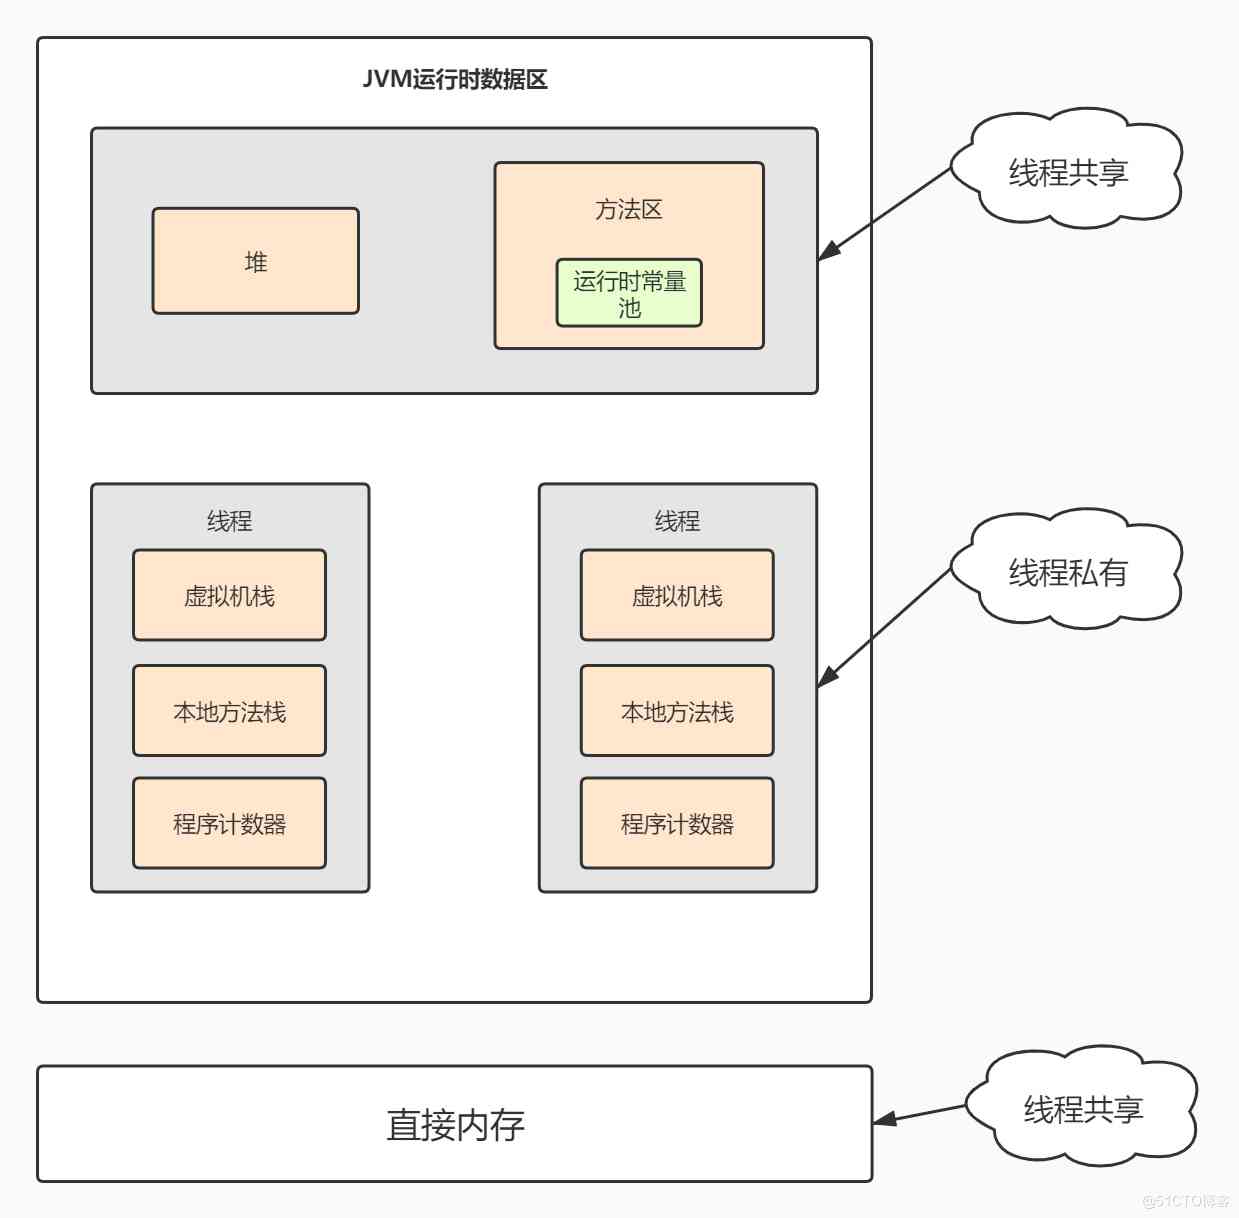 JVM运行时数据区
线程共享
方法区
堆
运行时常量
池
线程
线程
线程私有
虚拟机栈
虚拟机栈
本地方法栈
本地方法栈
程序计数器
程序计数器
线程共享
直接内存
@51CTO博客